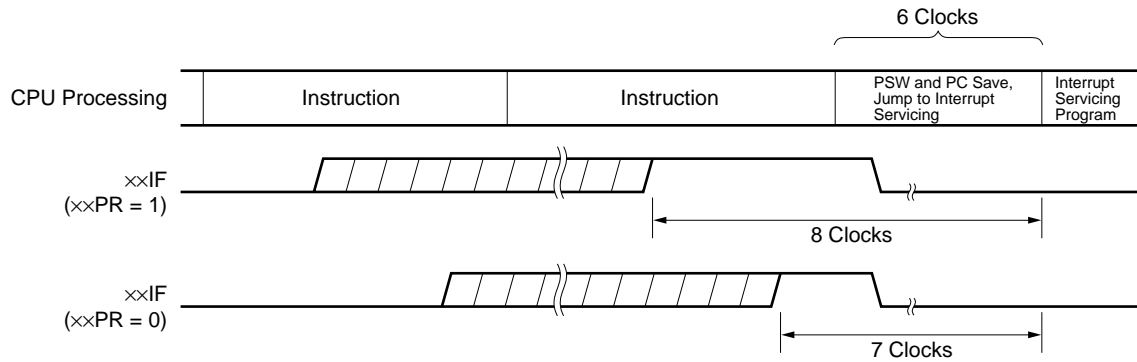 6 Clocks
CPU Processing
Instruction
Instruction
PSW and PC Save,
Jump to Interrupt
Servicing
Interrupt
Servicing
Program
××IF
(××PR = 1)
8 Clocks
××IF
(××PR = 0)
7 Clocks